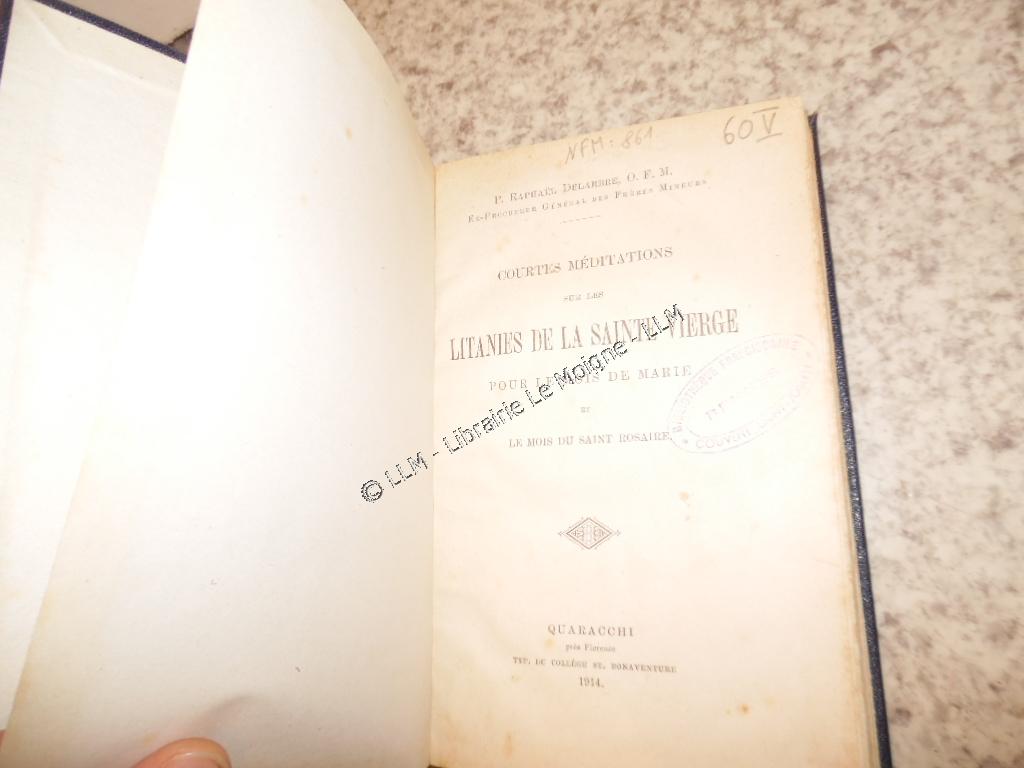 NFM: 861
60 V
P. RAPHAËL DELARBRE, O. F. M.
EX-PROCUREUR GÉNÉRAL DES FRÈRES MINEURS
COURTES MÉDITATIONS
SUR LES
LITANIES DE LA SAINTE VIERGE
POUR LE MOIS DE MARIE
ET
LE MOIS DU SAINT ROSAIRE.
COUVENT
© LLM - Librairie Le Moigne - LLM
QUARACCHI
près Florence
TYP. DU COLLÈGE ST. BONAVENTURE
1914.